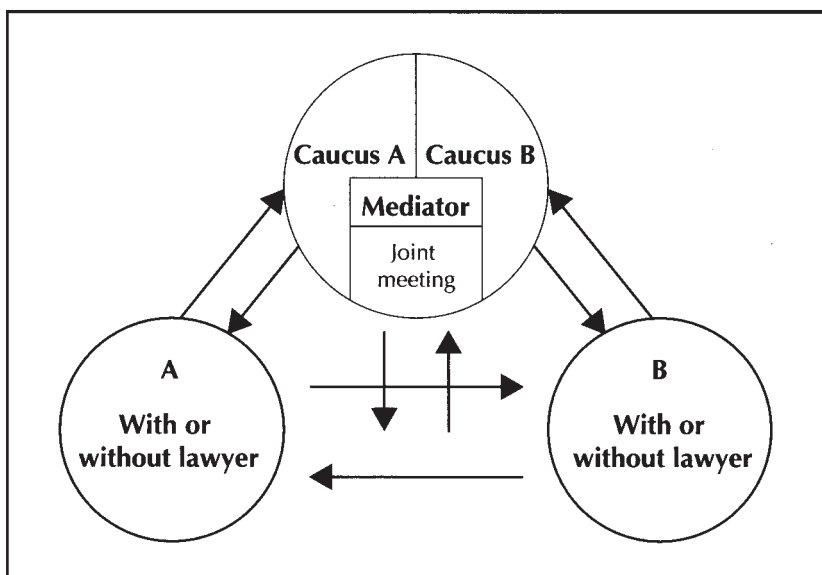 Caucus A
Caucus B
Mediator
Joint
meeting
A
With or
without lawyer
B
With or
without lawyer